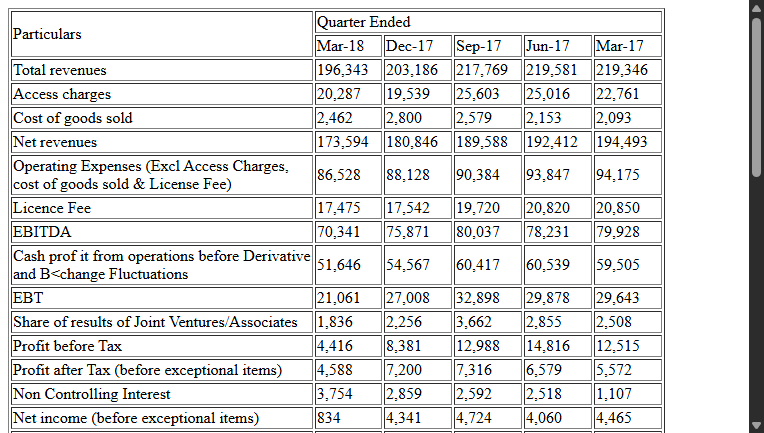 Particulars
Quarter Ended
Mar-18 Dec-17 Sep-17 Jun-17 Mar-17
Total revenues 196,343 203,186 217,769 219,581 219,346
Access charges 20,287 19,539 25,603 25,016 22,761
Cost of goods sold 2,462 2,800 2,579 2,153 2,093
Net revenues 173,594 180,846 189,588 192,412 194,493
Operating Expenses (Excl Access Charges,
cost of goods sold & License Fee) 86,528 88,128 90,384 93,847 94,175
Licence Fee 17,475 17,542 19,720 20,820 20,850
EBITDA 70,341 75,871 80,037 78,231 79,928
Cash prof it from operations before Derivative
and B<change Fluctuations 51,646 54,567 60,417 60,539 59,505
EBT 21,061 27,008 32,898 29,878 29,643
Share of results of Joint Ventures/Associates 1,836 2,256 3,662 2,855 2,508
Profit before Tax 4,416 8,381 12,988 14,816 12,515
Profit after Tax (before exceptional items) 4,588 7,200 7,316 6,579 5,572
Non Controlling Interest 3,754 2,859 2,592 2,518 1,107
Net income (before exceptional items) 834 4,341 4,724 4,060 4,465